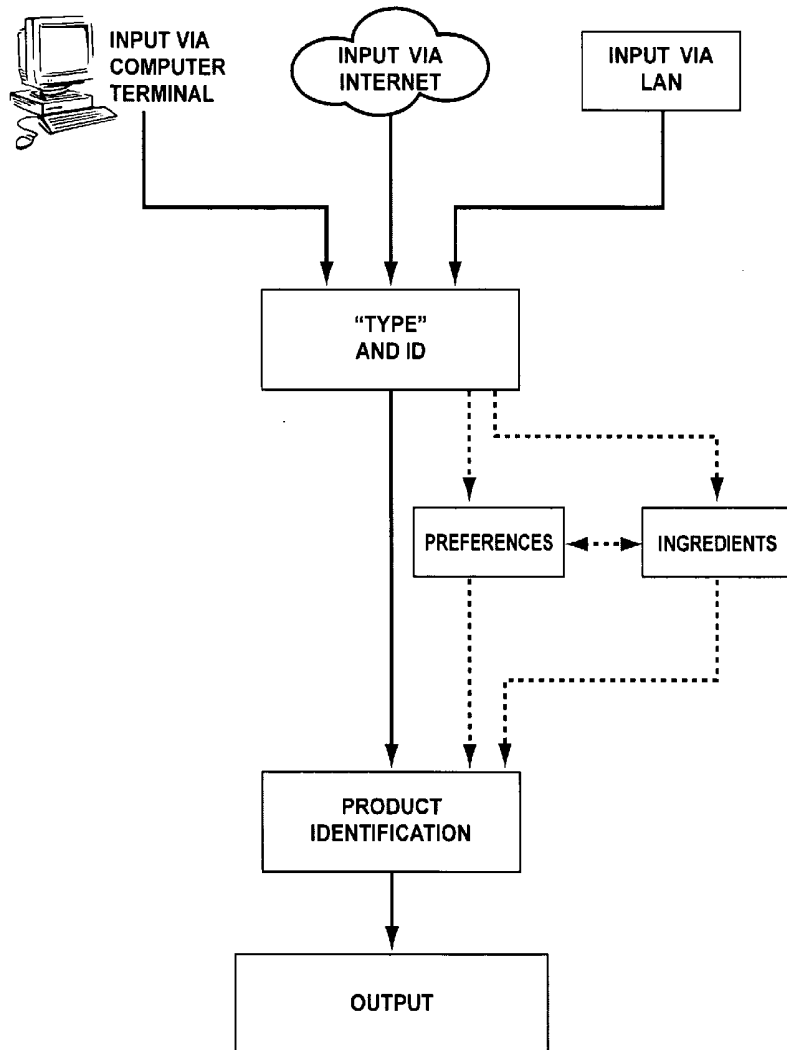 INPUT VIA
COMPUTER
TERMINAL
INPUT VIA
INTERNET
INPUT VIA
LAN
“TYPE”
AND ID
PREFERENCES
INGREDIENTS
PRODUCT
IDENTIFICATION
OUTPUT